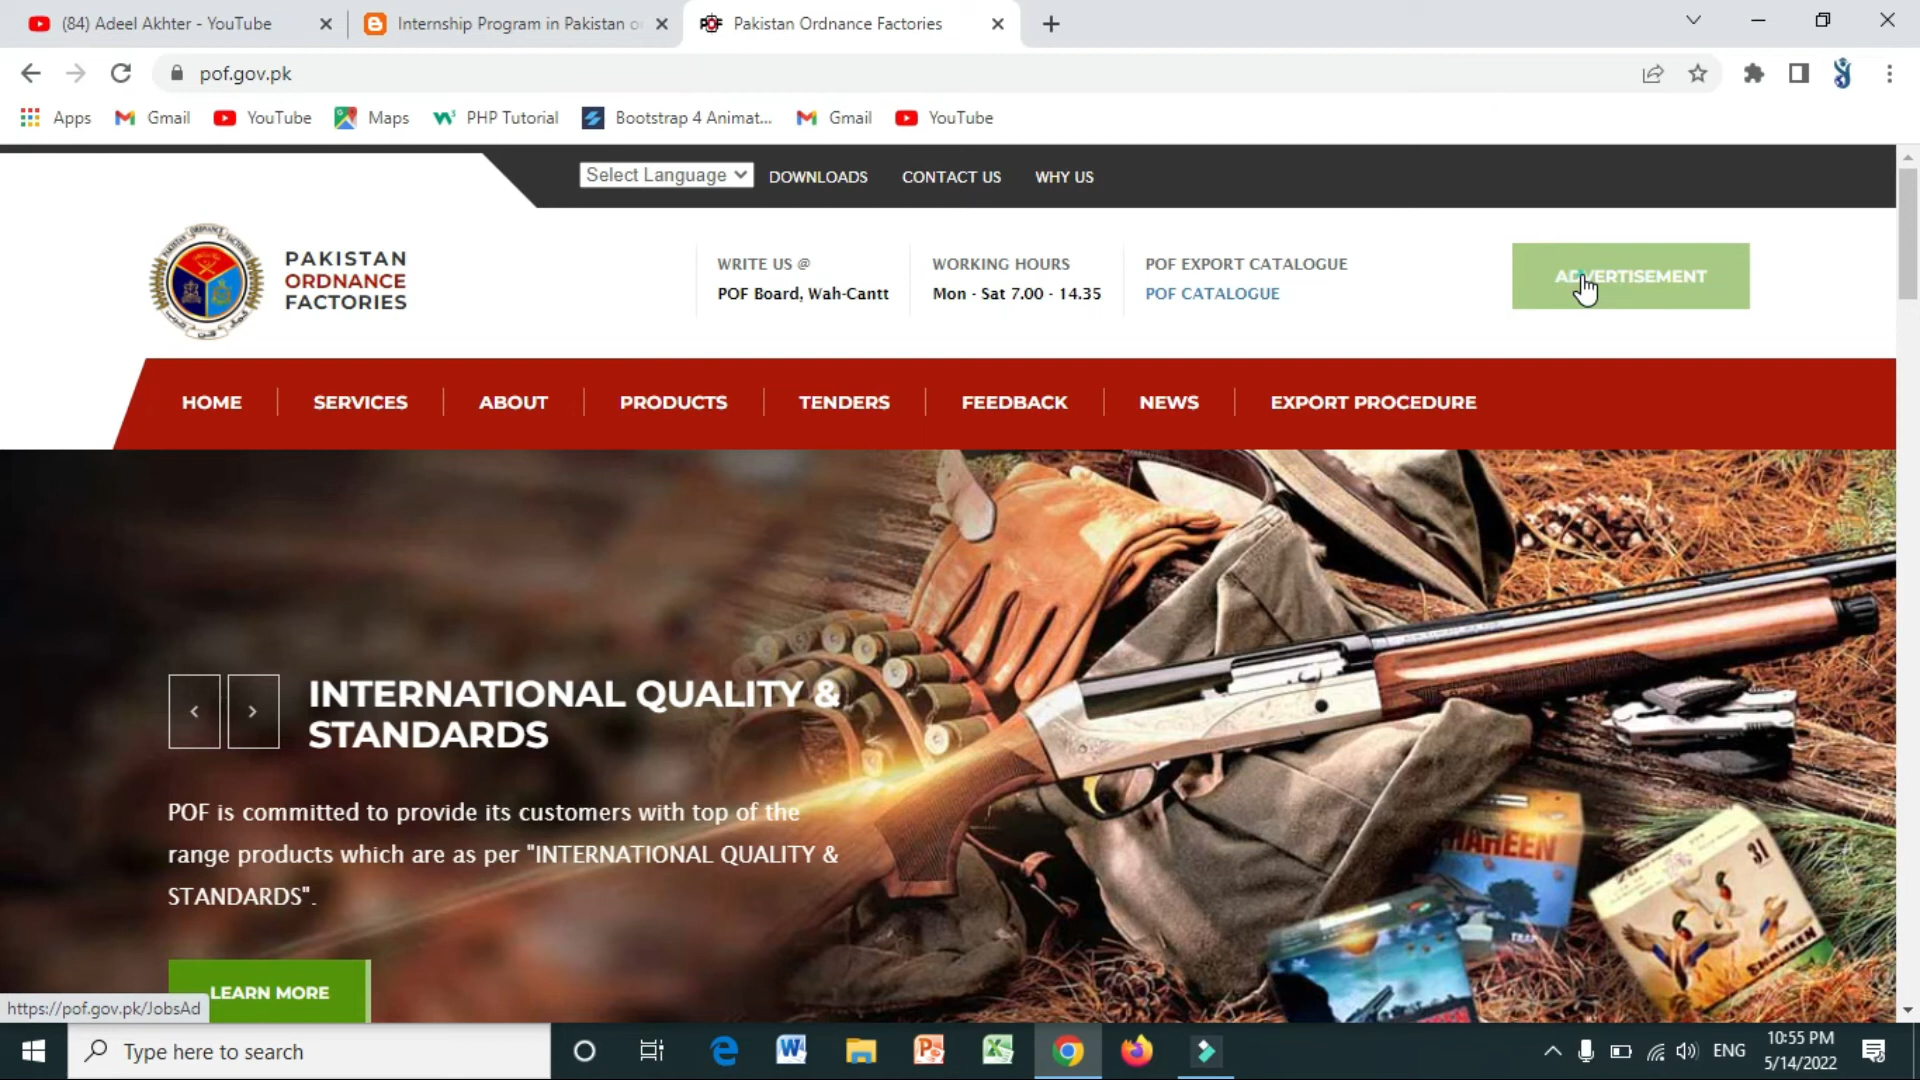 (84) Adeel Akhter - YouTube
Internship Program in Pakistan o
Pakistan Ordnance Factories
pof.gov.pk
Apps
Gmail
YouTube
Maps
PHP Tutorial
Bootstrap 4 Animat...
Gmail
YouTube
Select Language
DOWNLOADS
CONTACT US
WHY US
PAKISTAN
ORDNANCE
FACTORIES
WRITE US @
POF Board, Wah-Cantt
WORKING HOURS
Mon - Sat 7.00 - 14.35
POF EXPORT CATALOGUE
POF CATALOGUE
ADVERTISEMENT
HOME
SERVICES
ABOUT
PRODUCTS
TENDERS
FEEDBACK
NEWS
EXPORT PROCEDURE
INTERNATIONAL QUALITY &
STANDARDS
POF is committed to provide its customers with top of the
range products which are as per "INTERNATIONAL QUALITY &
STANDARDS".
SHAHEEN
TRAP
31
SHAHEEN
LEARN MORE
https://pof.gov.pk/JobsAd
Type here to search
ENG
10:55 PM
5/14/2022